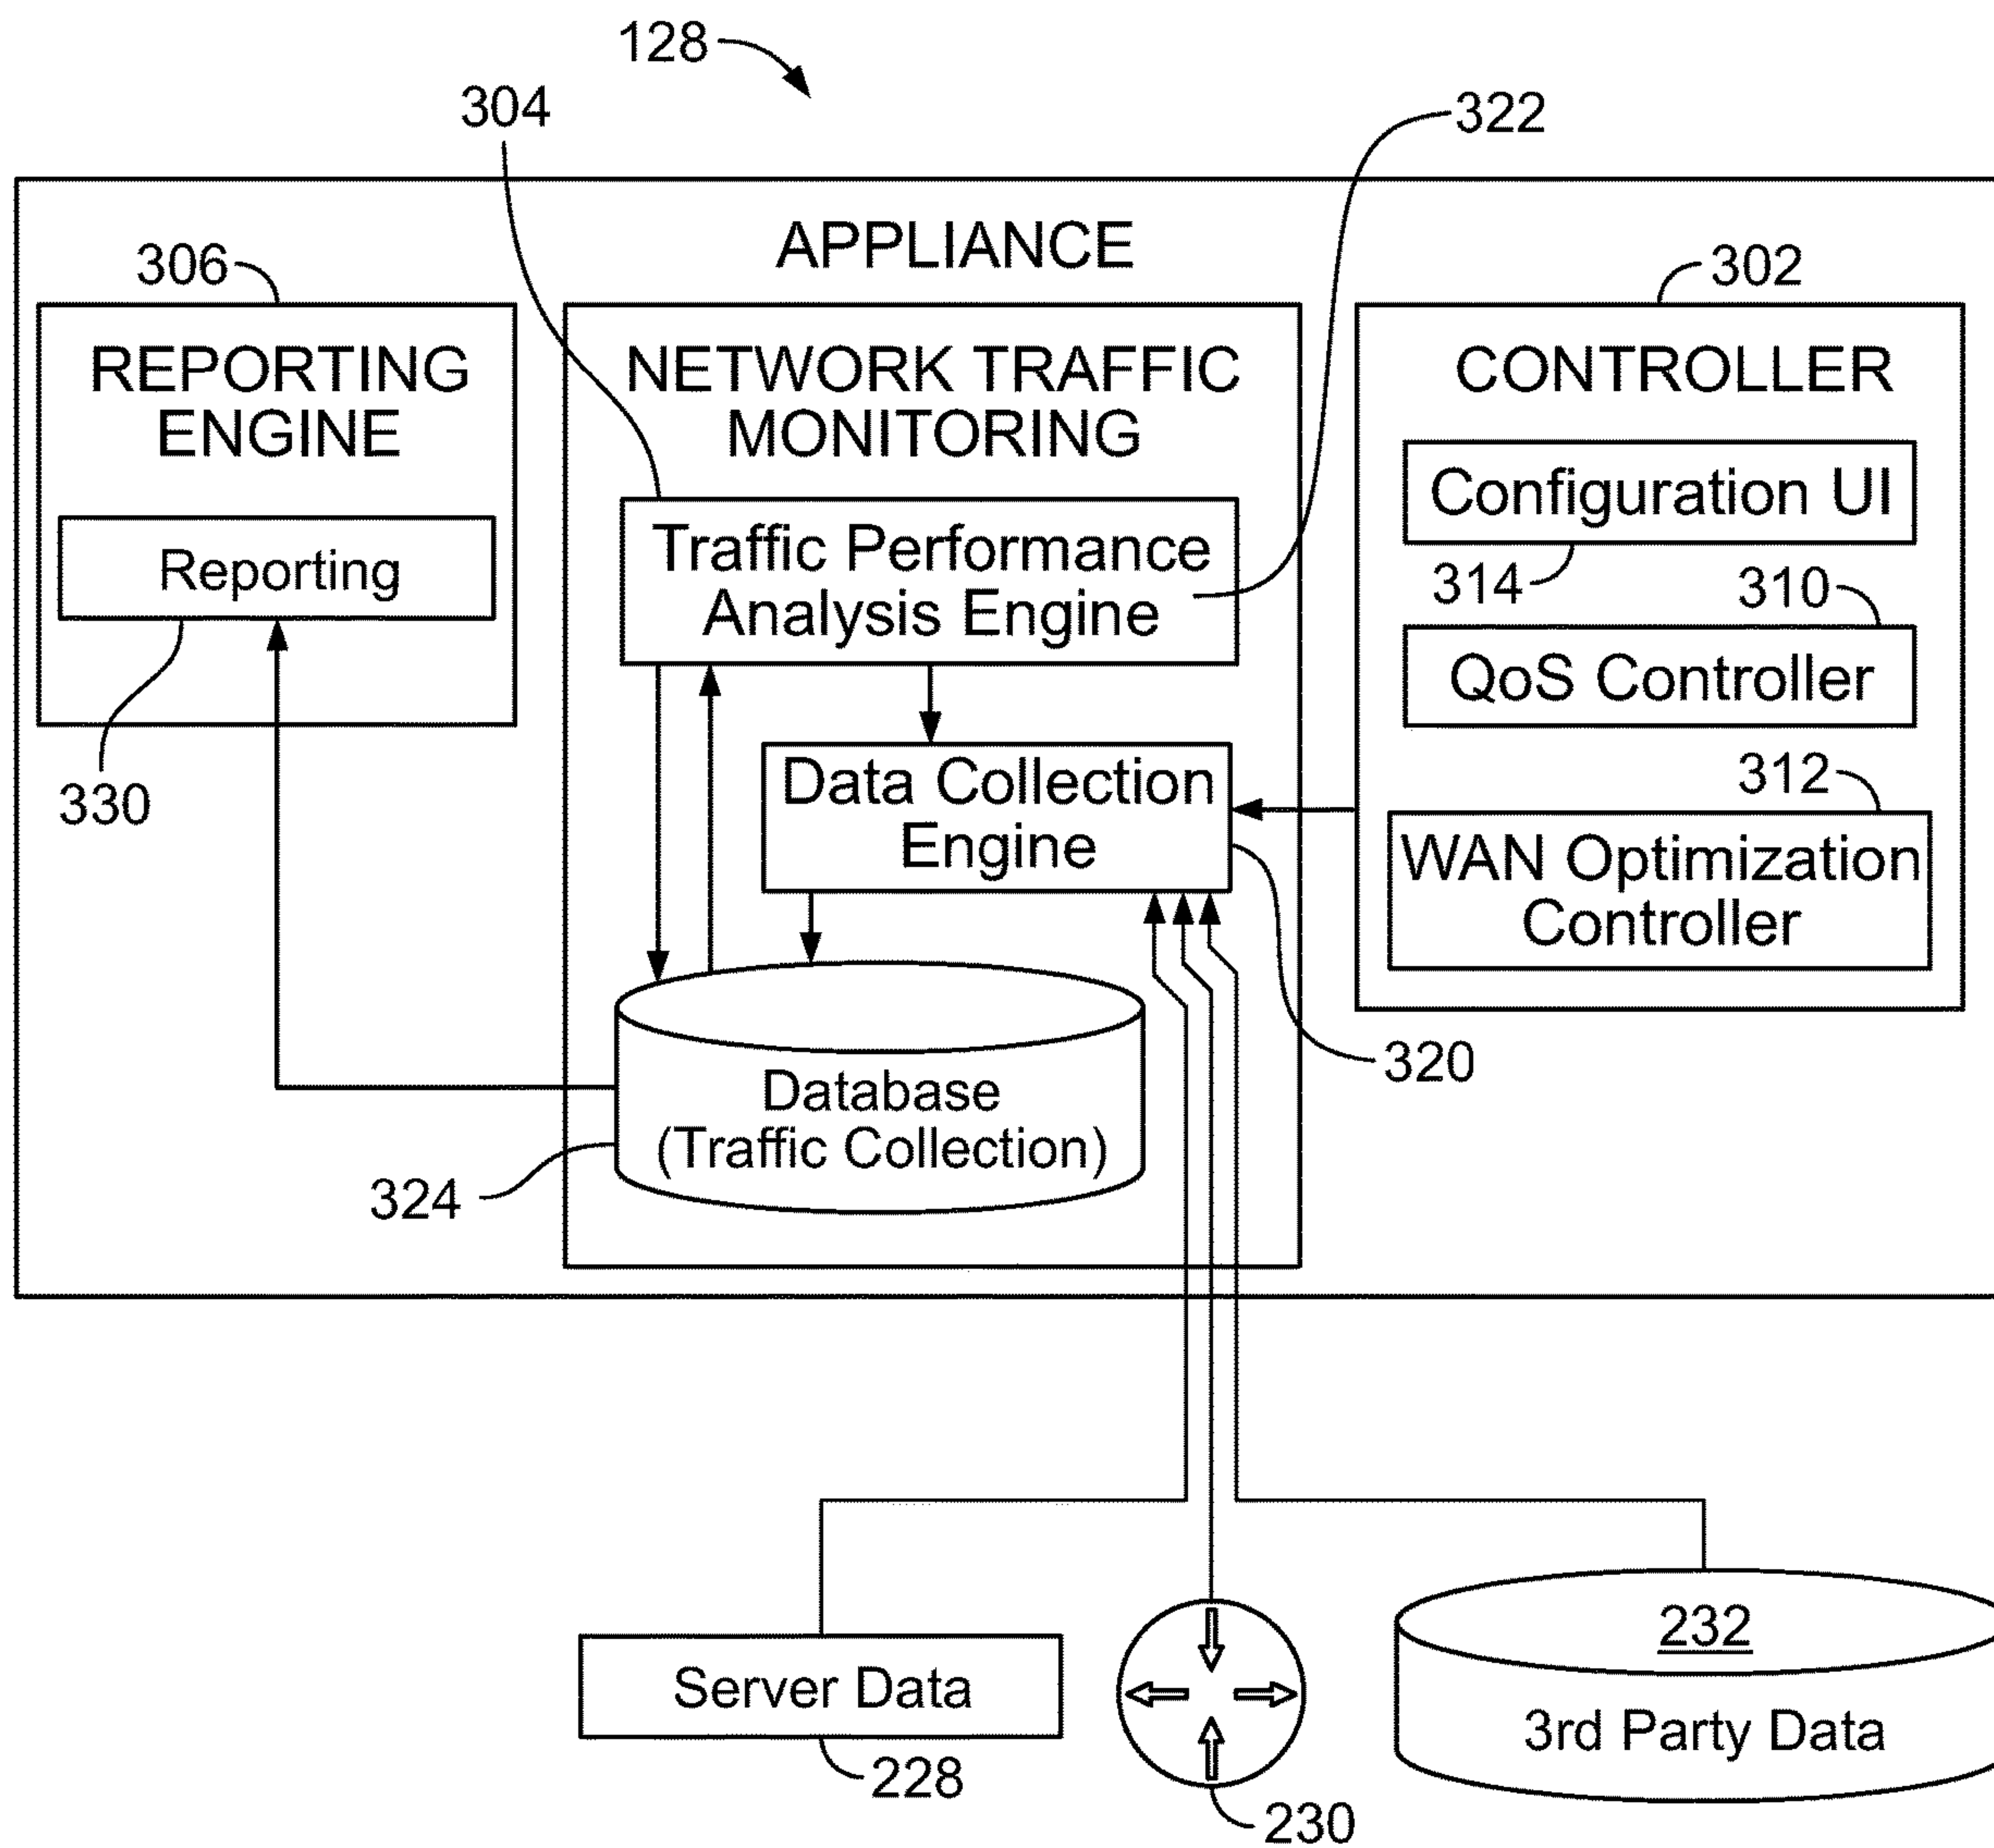 128
304
322
APPLIANCE
306
302
REPORTING
ENGINE
Reporting
330
NETWORK TRAFFIC
MONITORING
Traffic Performance
Analysis Engine
Data Collection
Engine
320
Database
(Traffic Collection)
324
CONTROLLER
Configuration UI
314
310
QoS Controller
312
WAN Optimization
Controller
Server Data
228
230
232
3rd Party Data